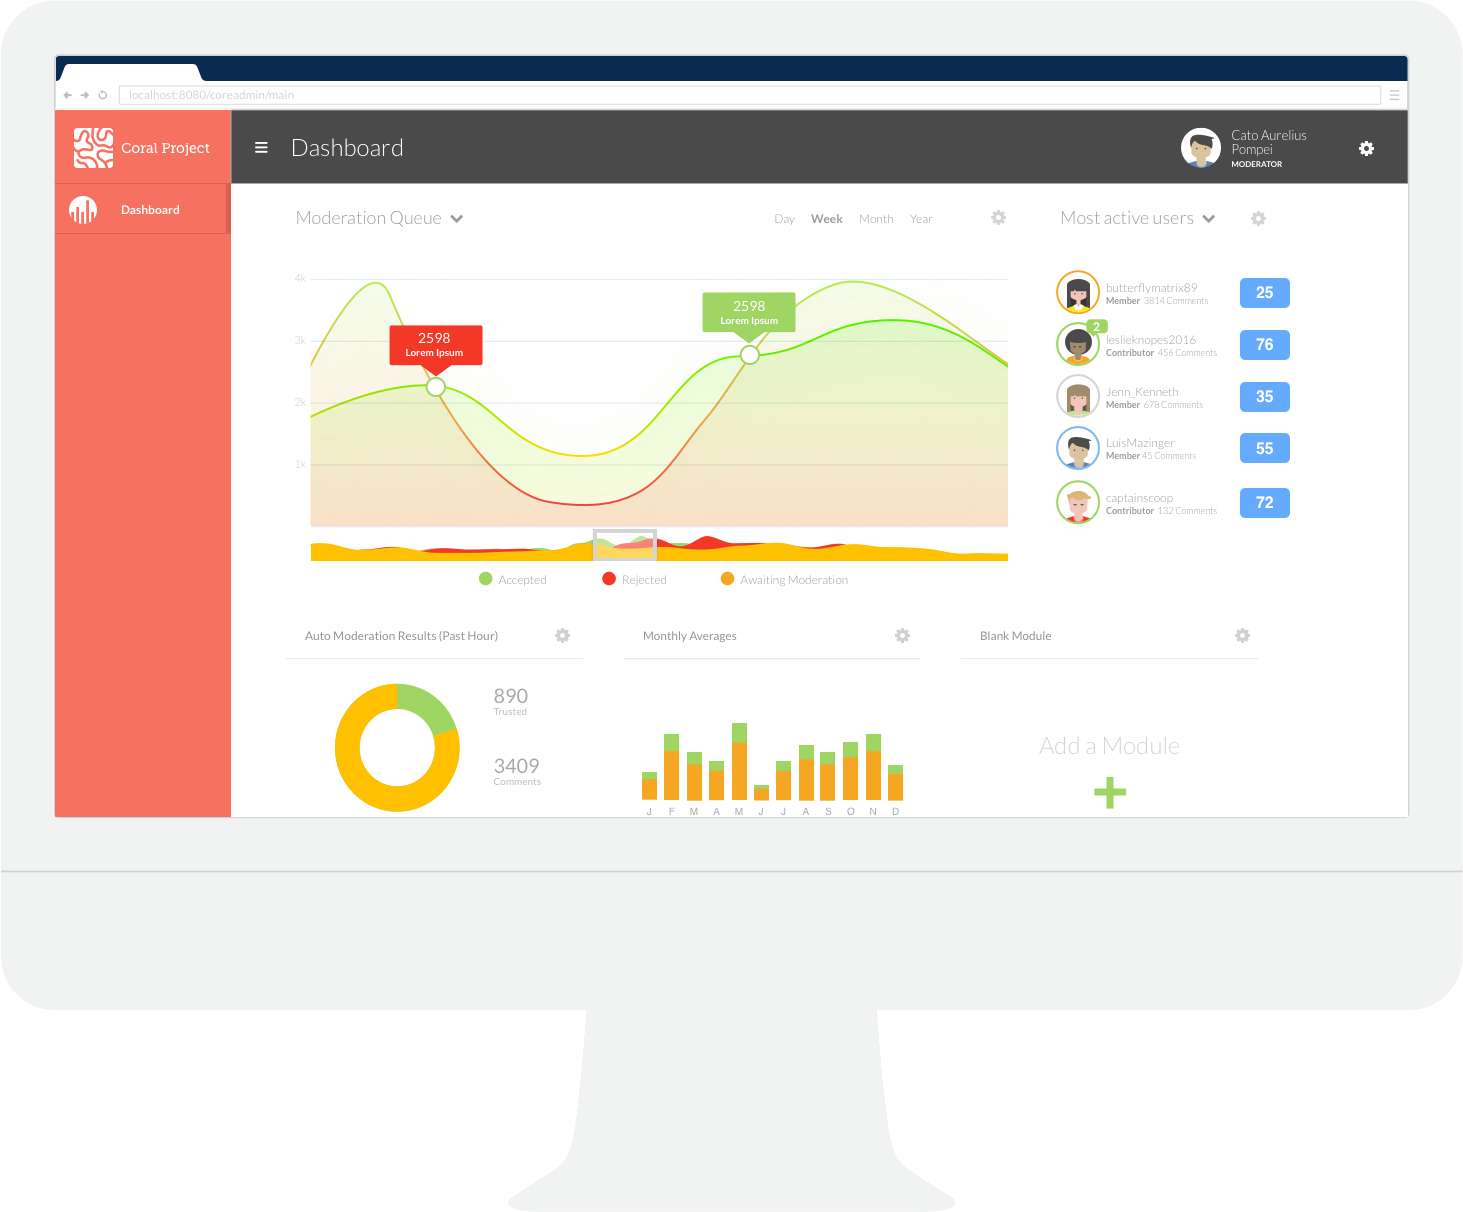 localhost:8080/coreadmin/main
Coral Project
Dashboard
Cato Aurelius
Pompei
MODERATOR
Dashboard
Moderation Queue
Day Week Month Year
Most active users
4k
3k
2k
1k
2598
Lorem Ipsum
2598
Lorem Ipsum
butterflymatrix89
Member 3814 Comments
25
2
leslieknopes2016
Contributor 456 Comments
76
Jenn_Kenneth
Member 678 Comments
35
LuisMazinger
Member 45 Comments
55
captainscoop
Contributor 132 Comments
72
Accepted Rejected Awaiting Moderation
Auto Moderation Results (Past Hour)
890
Trusted
3409
Comments
Monthly Averages
J F M A M J J A S O N D
Blank Module
Add a Module